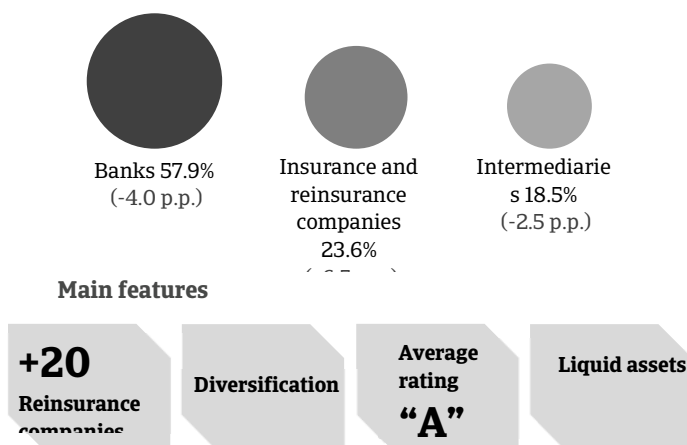 Banks 57.9%
(-4.0 p.p.)
Insurance and
reinsurance
companies
23.6%
Intermediarie
s 18.5%
(-2.5 p.p.)
Main features
+20
Reinsurance
companies
Diversification
Average
rating
“A”
Liquid assets